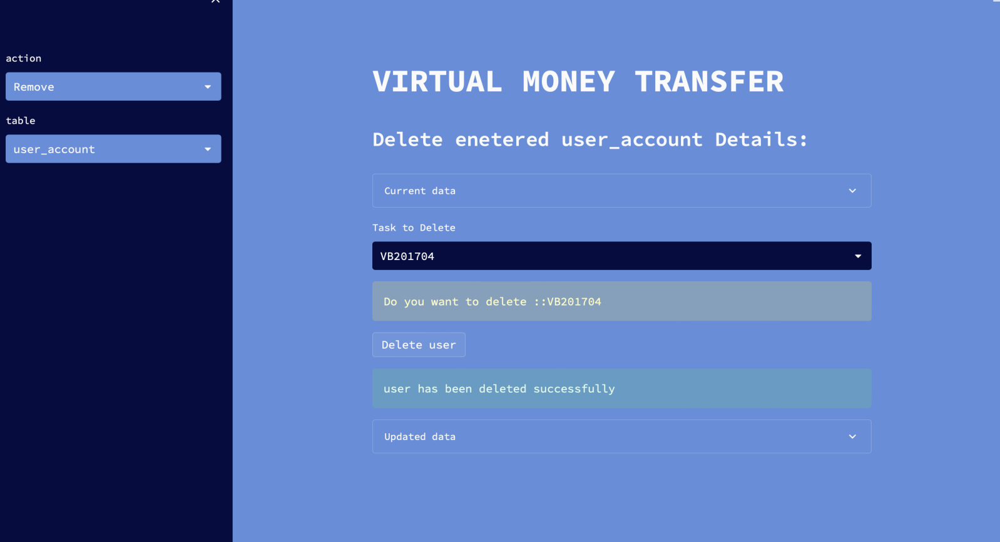 action
Remove
table
user_account
VIRTUAL MONEY TRANSFER
Delete enetered user_account Details:
Current data
Task to Delete
VB201704
Do you want to delete ::VB201704
Delete user
user has been deleted successfully
Updated data